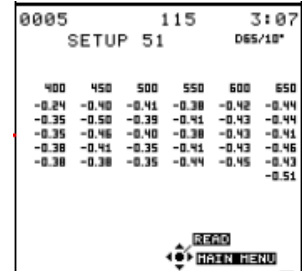 0005 115 3:07
SETUP 51 D65/10°
400 450 500 550 600 650
-0.24 -0.40 -0.41 -0.38 -0.42 -0.44
-0.35 -0.50 -0.39 -0.41 -0.43 -0.44
-0.35 -0.46 -0.40 -0.38 -0.43 -0.41
-0.38 -0.41 -0.35 -0.41 -0.43 -0.46
-0.38 -0.38 -0.35 -0.44 -0.45 -0.43
-0.51
READ
MAIN MENU